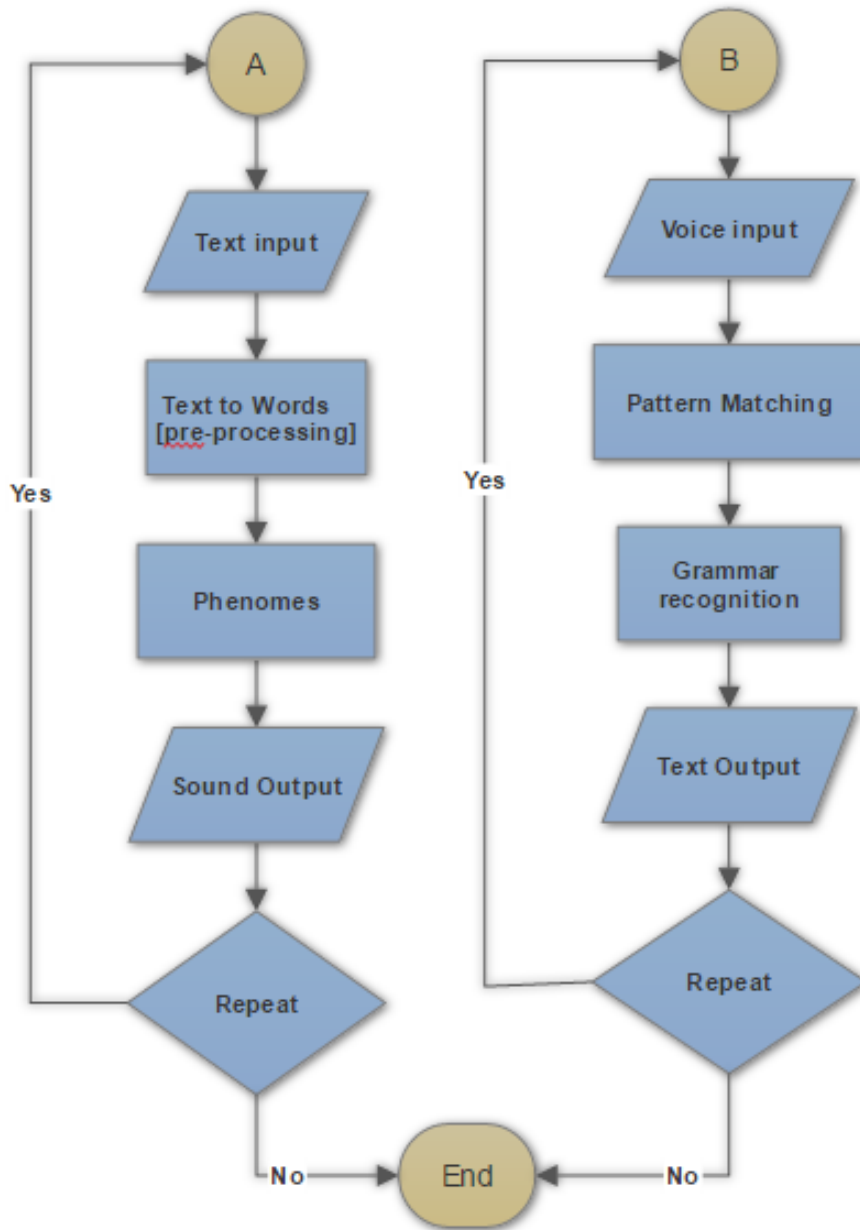 A
Text input
Text to Words
[pre-processing]
Phenomes
Sound Output
Repeat
Yes
No
B
Voice input
Pattern Matching
Grammar
recognition
Text Output
Repeat
Yes
No
End